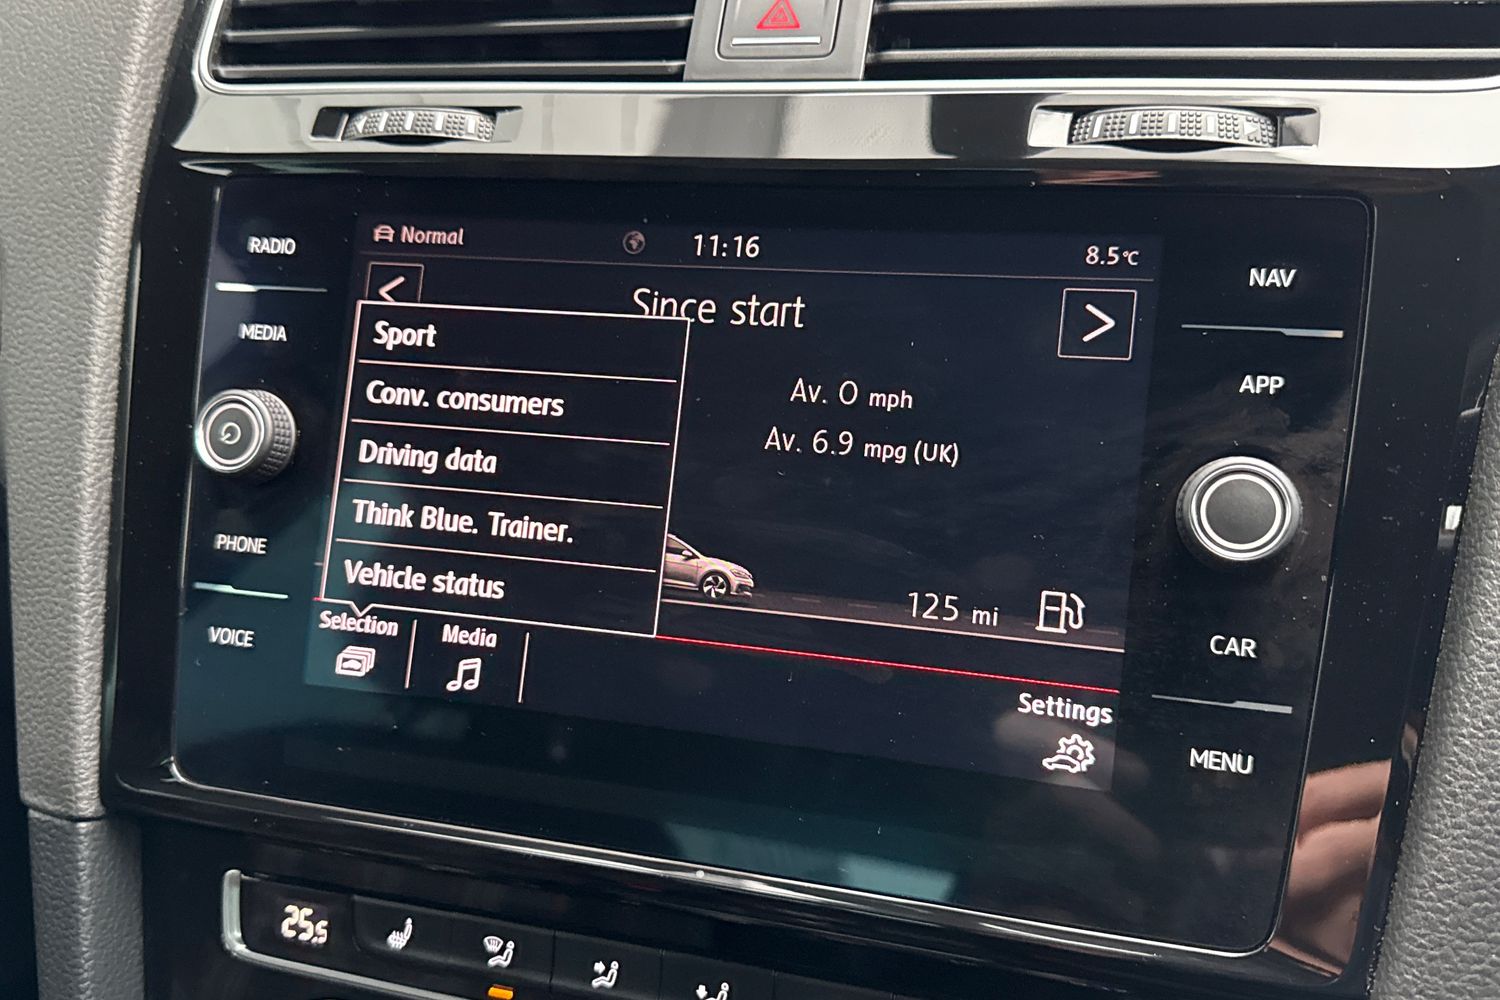 RADIO
MEDIA
PHONE
VOICE
Normal
11:16
8.5°C
<
Since start
>
Sport
Conv. consumers
Driving data
Think Blue. Trainer.
Vehicle status
Av. 0 mph
Av. 6.9 mpg (UK)
125 mi
Selection
Media
Settings
NAV
APP
CAR
MENU
25.5